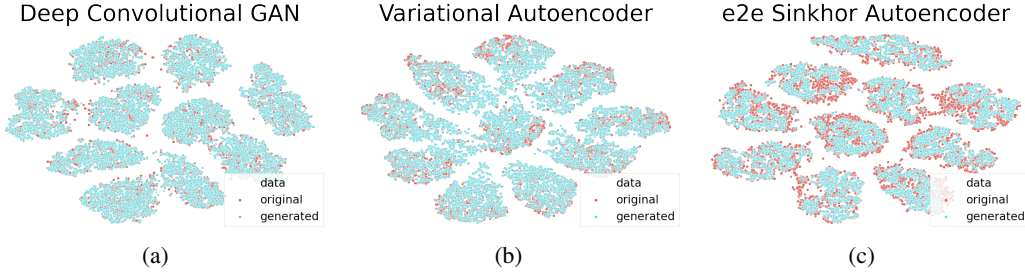 Deep Convolutional GAN
Variational Autoencoder
e2e Sinkhor Autoencoder
data
original
generated
data
original
generated
data
original
generated
(a)
(b)
(c)